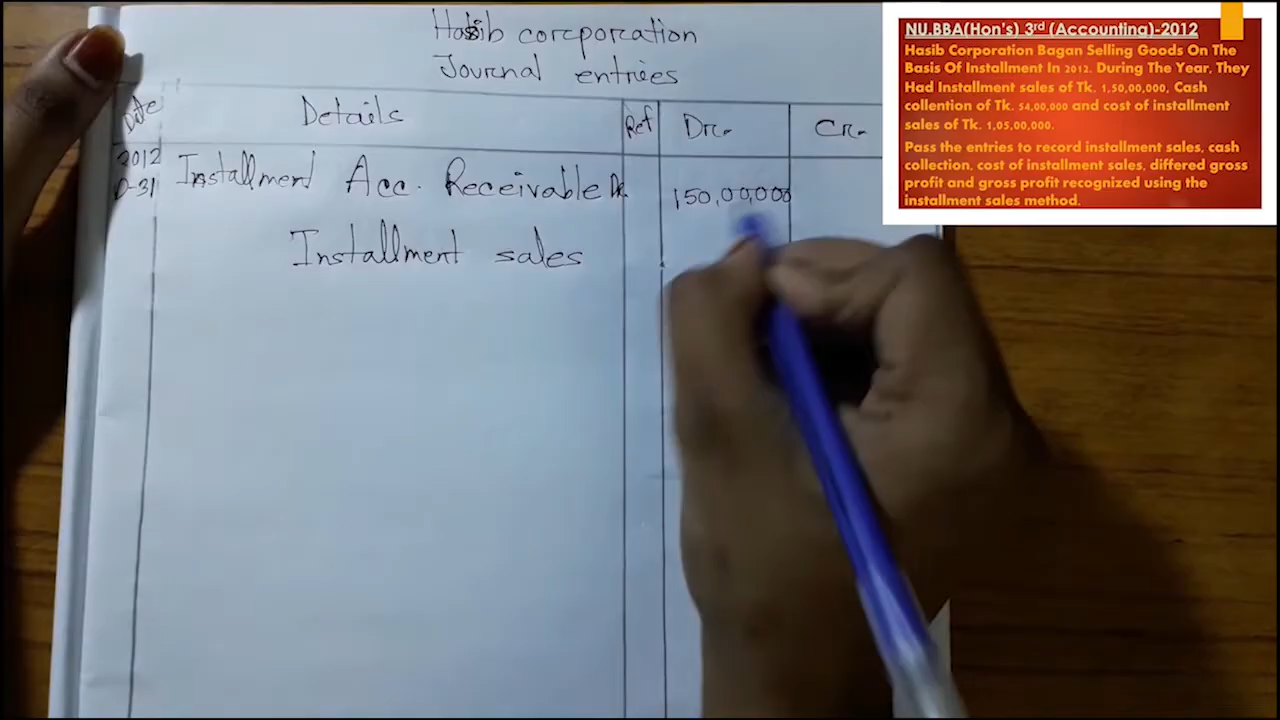 Hasib corcporcation
Journal entries
Date Details Ref Drc. Crc.
2012 Installment Acc. Receivable Dr. 150,00,000
D-31
Installment sales
NU.BBA(Hon's) 3rd (Accounting)-2012
Hasib Corporation Bagan Selling Goods On The
Basis Of Installment In 2012. During The Year, They
Had Installment sales of Tk. 1,50,00,000, Cash
collention of Tk. 54,00,000 and cost of installment
sales of Tk. 1,05,00,000.
Pass the entries to record installment sales, cash
collection, cost of installment sales, differed gross
profit and gross profit recognized using the
installment sales method.